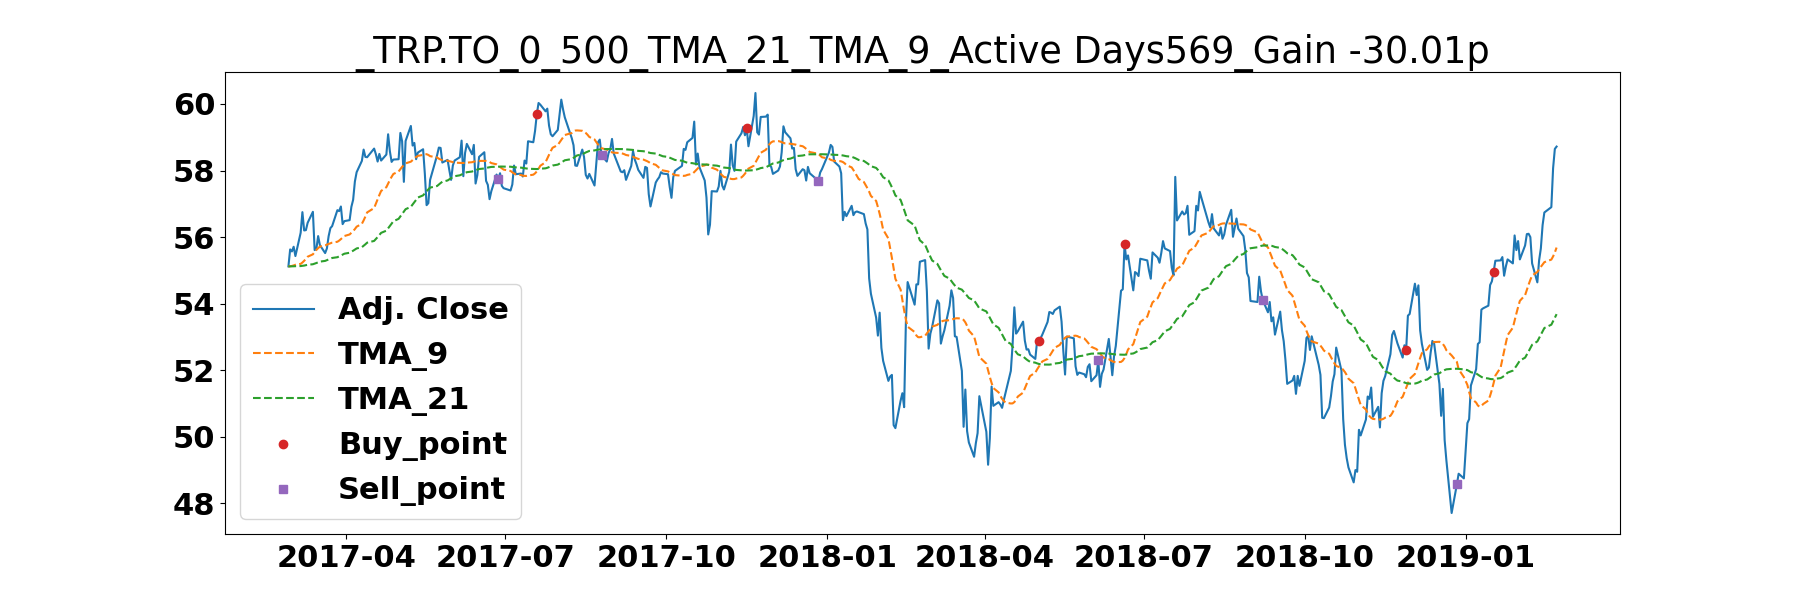 _TRP.TO_0_500_TMA_21_TMA_9_Active Days569_Gain -30.01p
60
58
56
54
52
50
48
Adj. Close
TMA_9
TMA_21
Buy_point
Sell_point
2017-04 2017-07 2017-10 2018-01 2018-04 2018-07 2018-10 2019-01